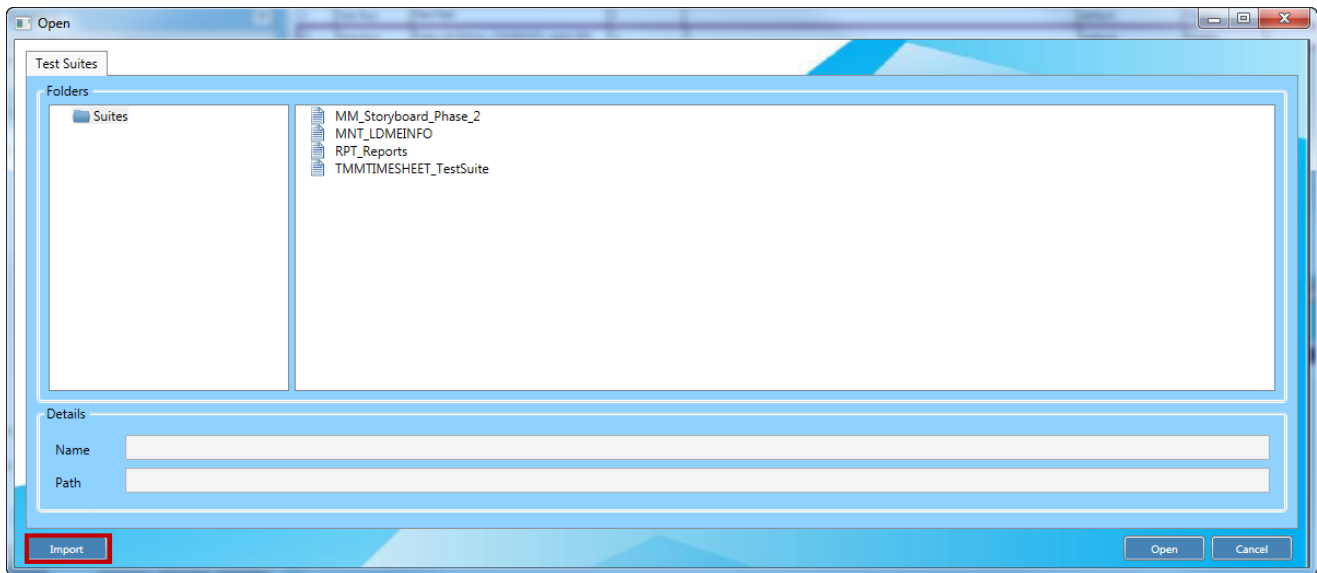 Open
Test Suites
Folders
Suites
MM_Storyboard_Phase_2
MNT_LDMEINFO
RPT_Reports
TMMTIMESHEET_TestSuite
Details
Name
Path
Import
Open
Cancel